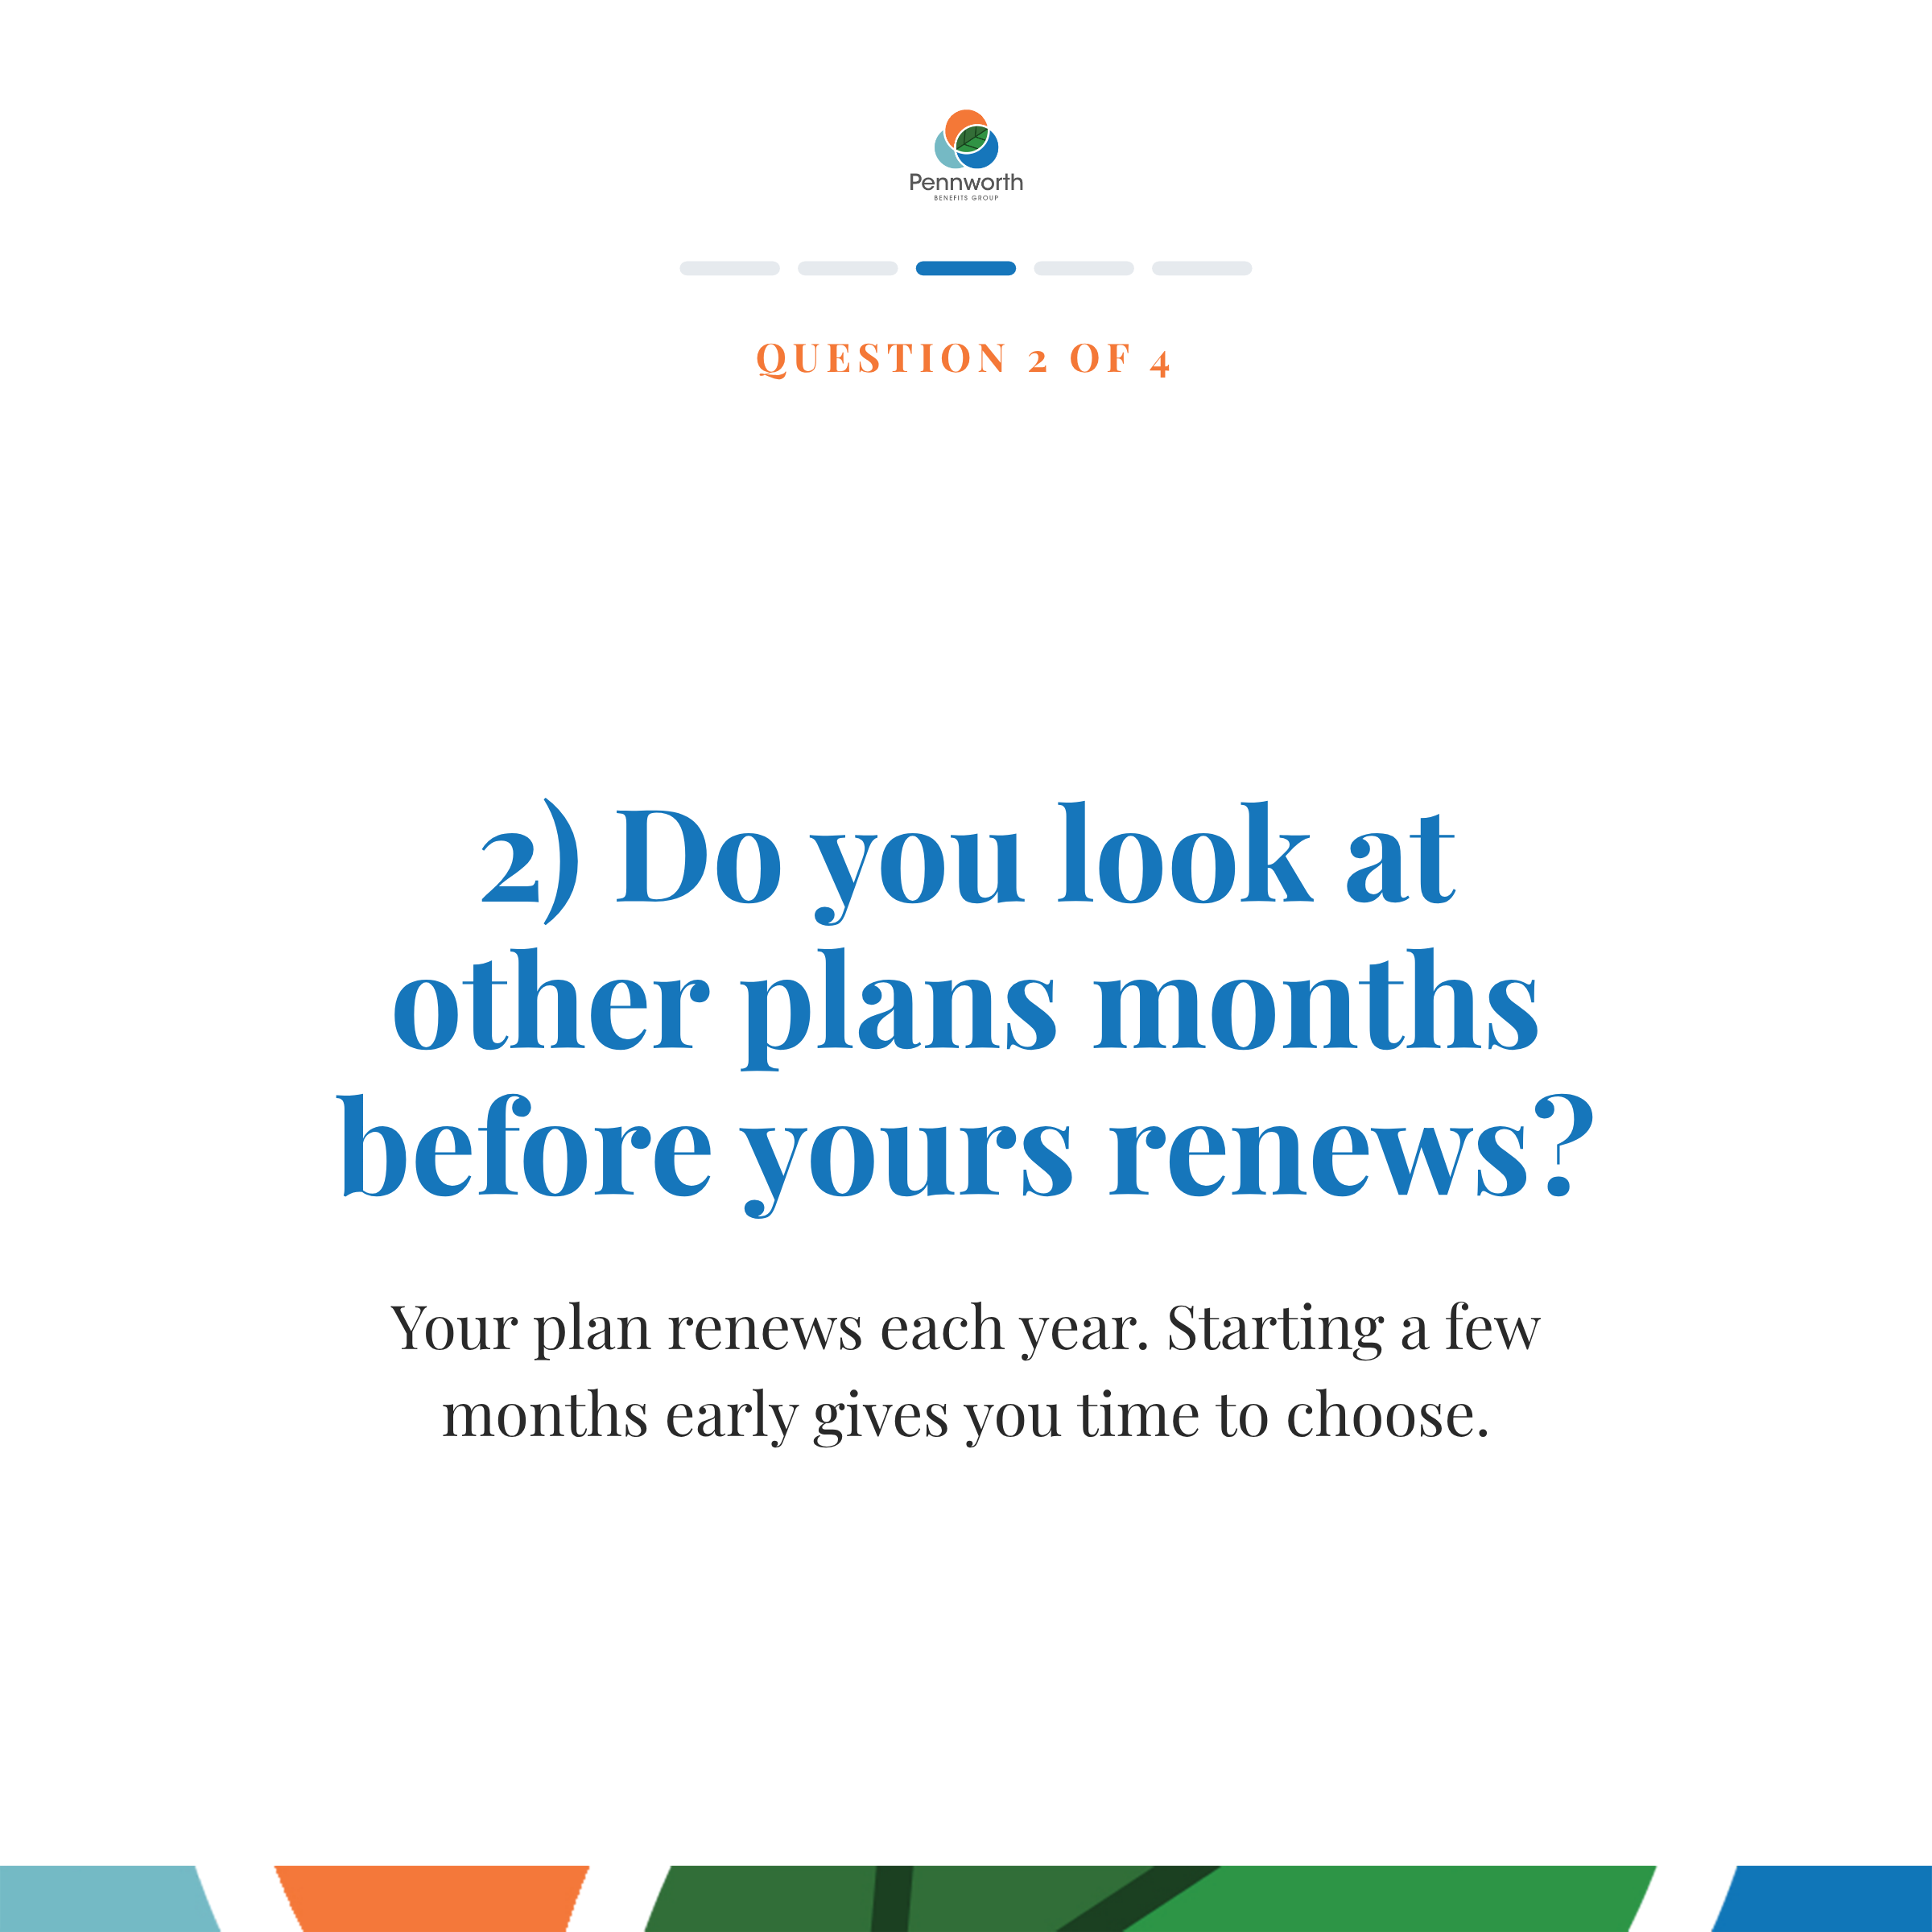 Pennworth
BENEFITS GROUP
QUESTION 2 OF 4
2) Do you look at
other plans months
before yours renews?
Your plan renews each year. Starting a few
months early gives you time to choose.